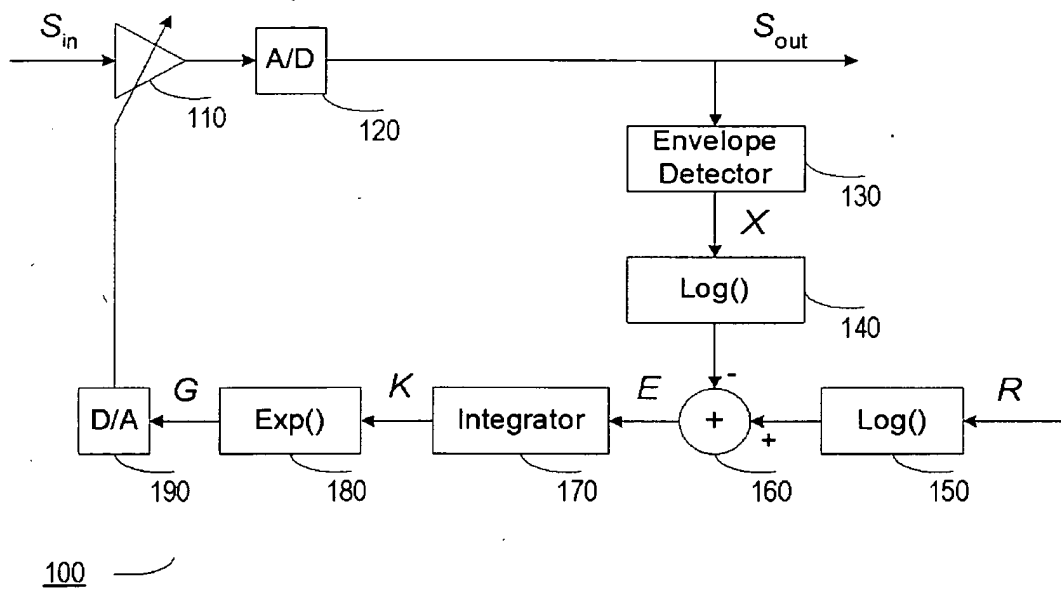 S_in
A/D
S_out
110
120
Envelope
Detector
130
X
Log()
140
-
G
K
E
R
D/A
Exp()
Integrator
+
+
Log()
190
180
170
160
150
100